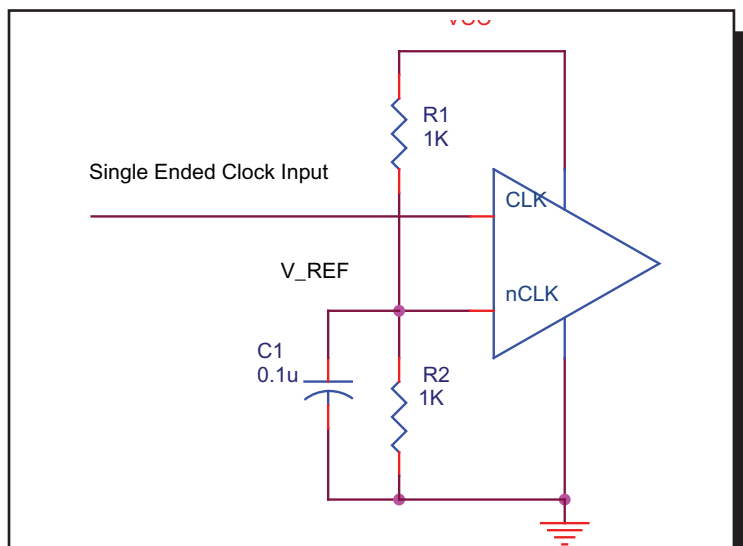 R1
1K
Single Ended Clock Input
CLK
V_REF
nCLK
C1
0.1u
R2
1K